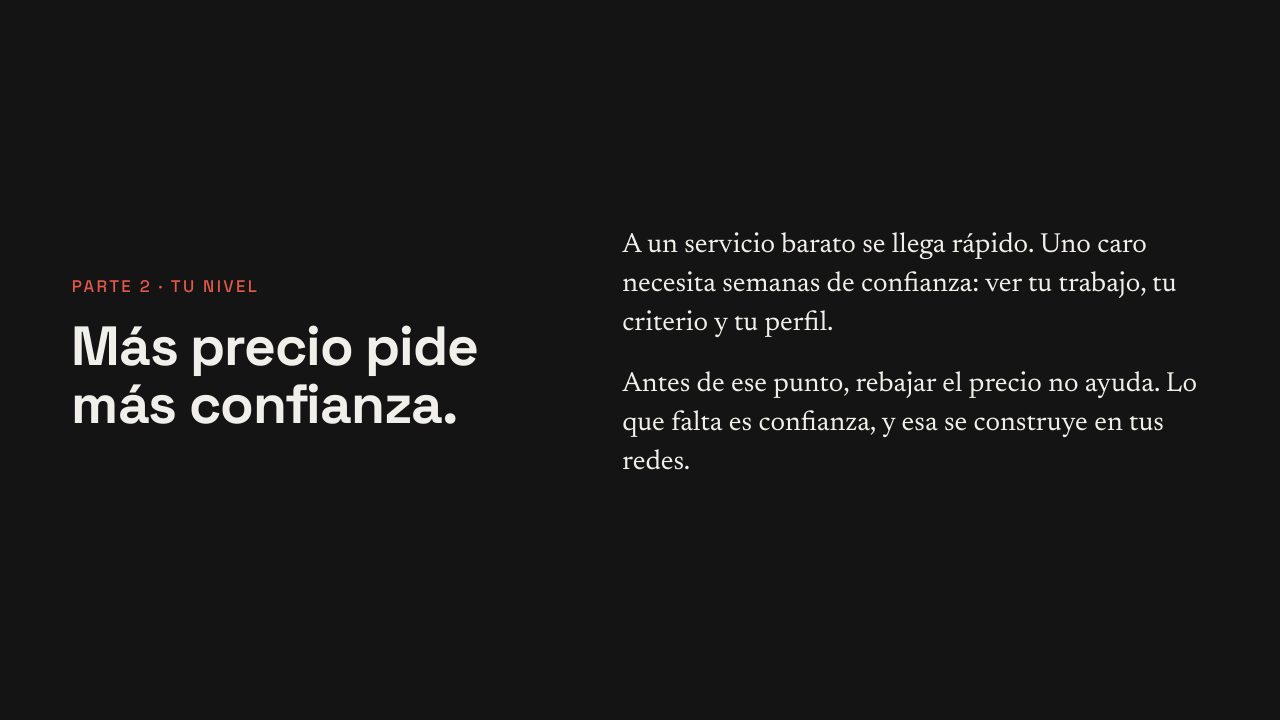 PARTE 2 · TU NIVEL
Más precio pide
más confianza.
A un servicio barato se llega rápido. Uno caro
necesita semanas de confianza: ver tu trabajo, tu
criterio y tu perfil.
Antes de ese punto, rebajar el precio no ayuda. Lo
que falta es confianza, y esa se construye en tus
redes.